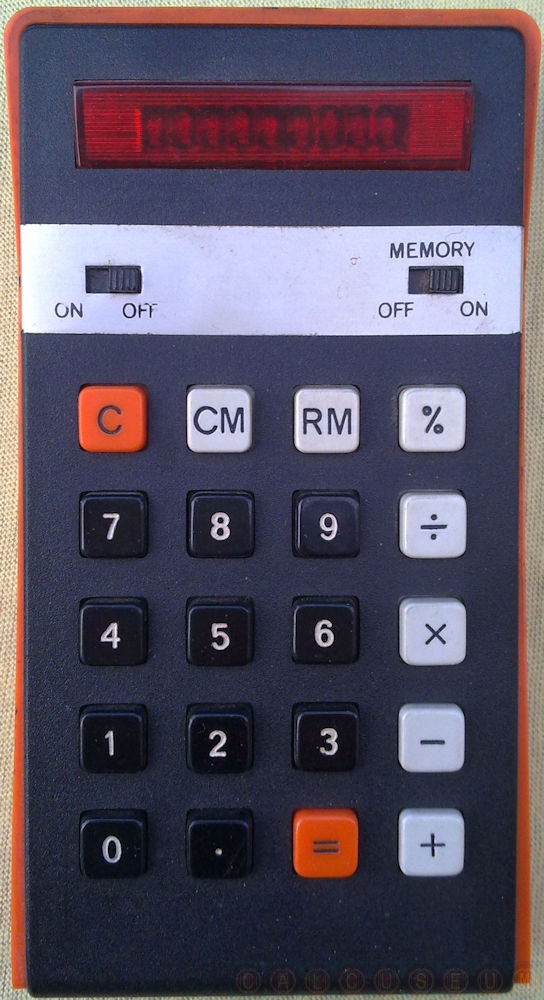 MEMORY
ON OFF OFF ON
C CM RM %
7 8 9 ÷
4 5 6 ×
1 2 3 −
0 . = +
CALCUSEUM